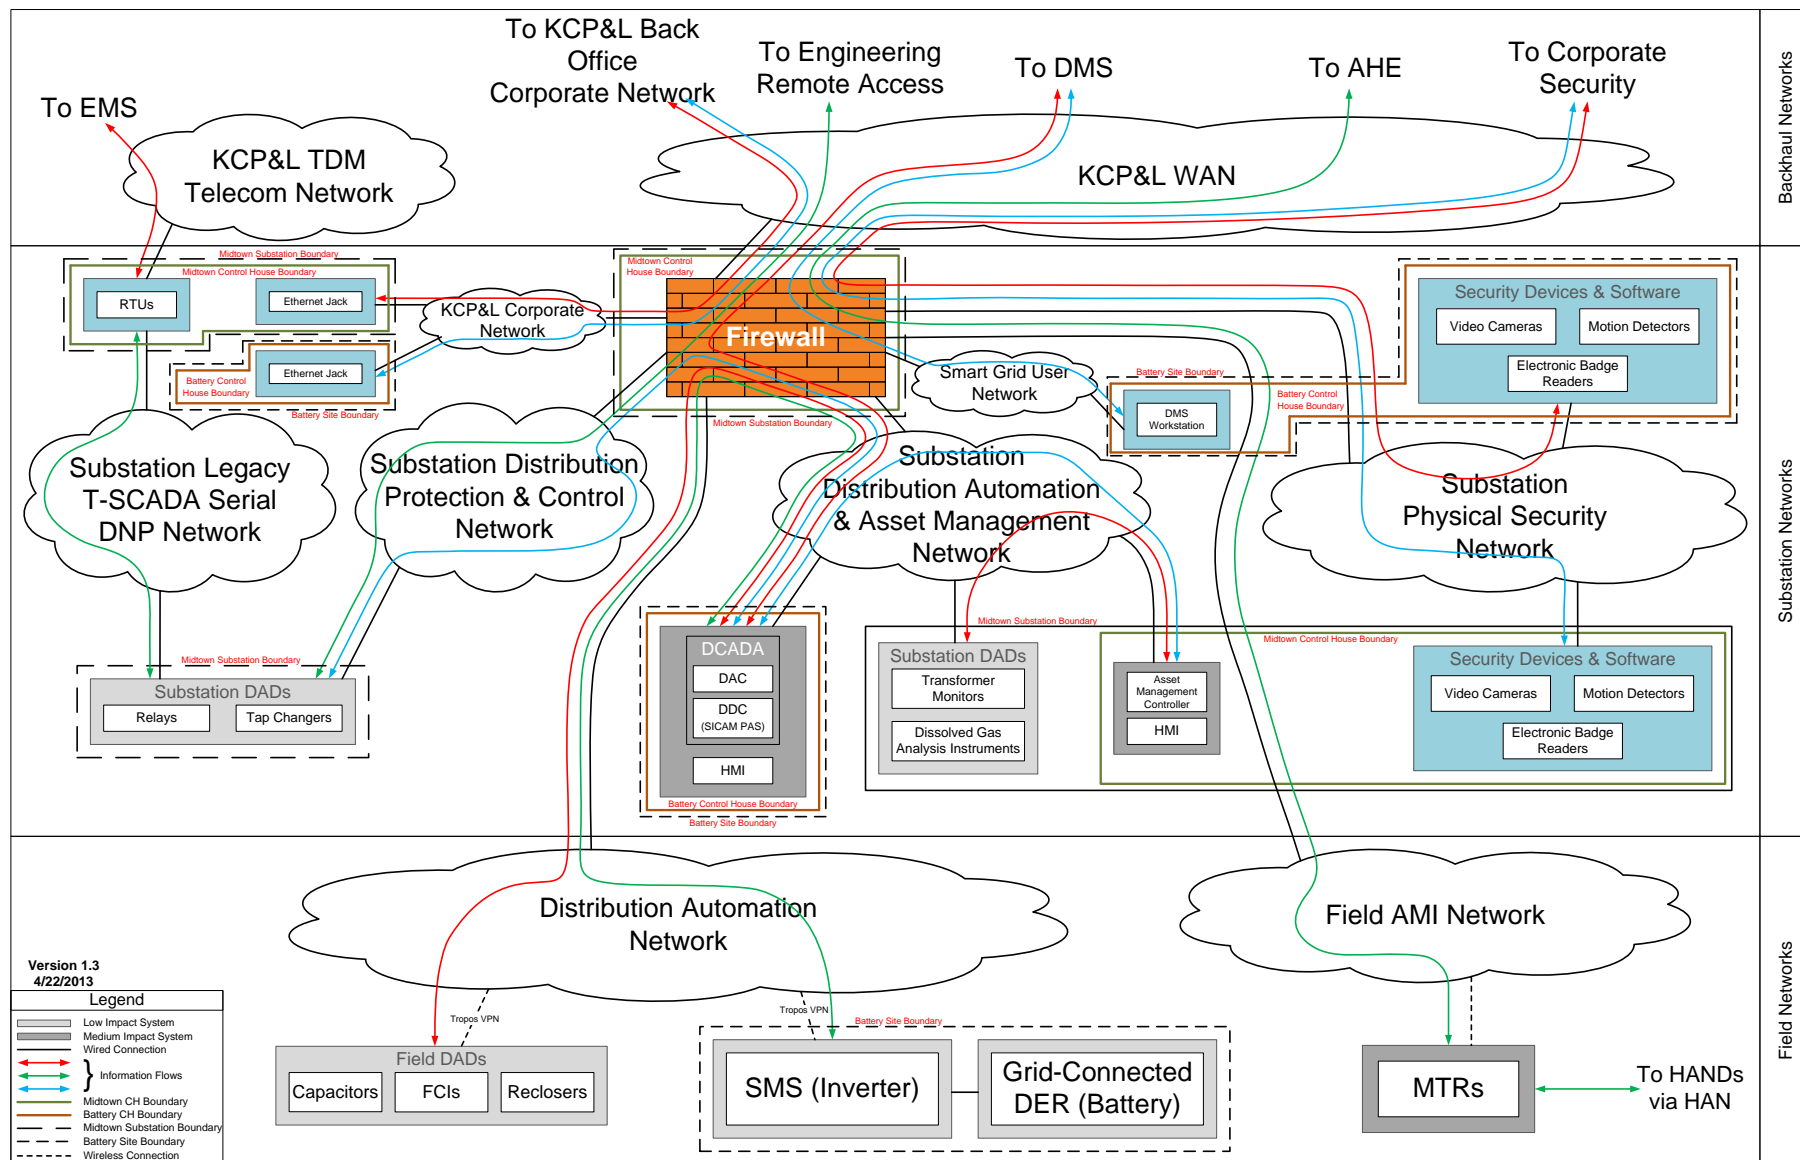 To KCP&L Back
Office
Corporate Network
To Engineering
Remote Access
To DMS
To AHE
To Corporate
Security
To EMS
KCP&L TDM
Telecom Network
KCP&L WAN
Backhaul Networks
Midtown Substation Boundary
Midtown Control House Boundary
RTUs
Ethernet Jack
KCP&L Corporate
Network
Midtown Control
House Boundary
Firewall
Midtown Substation Boundary
Battery Control
House Boundary
Ethernet Jack
Battery Site Boundary
Smart Grid User
Network
Battery Site Boundary
DMS
Workstation
Battery Control
House Boundary
Security Devices & Software
Video Cameras
Motion Detectors
Electronic Badge
Readers
Substation Legacy
T-SCADA Serial
DNP Network
Substation Distribution
Protection & Control
Network
Substation
Distribution Automation
& Asset Management
Network
Substation
Physical Security
Network
Substation Networks
Midtown Substation Boundary
Substation DADs
Relays
Tap Changers
DCADA
DAC
DDC
(SICAM PAS)
HMI
Battery Control House Boundary
Battery Site Boundary
Midtown Substation Boundary
Substation DADs
Transformer
Monitors
Dissolved Gas
Analysis Instruments
Asset
Management
Controller
HMI
Midtown Control House Boundary
Security Devices & Software
Video Cameras
Motion Detectors
Electronic Badge
Readers
Distribution Automation
Network
Field AMI Network
Field Networks
Tropos VPN
Tropos VPN
Field DADs
Capacitors
FCIs
Reclosers
Battery Site Boundary
SMS (Inverter)
Grid-Connected
DER (Battery)
MTRs
To HANDs
via HAN
Version 1.3
4/22/2013
Legend
Low Impact System
Medium Impact System
Wired Connection
} Information Flows
Midtown CH Boundary
Battery CH Boundary
Midtown Substation Boundary
Battery Site Boundary
Wireless Connection